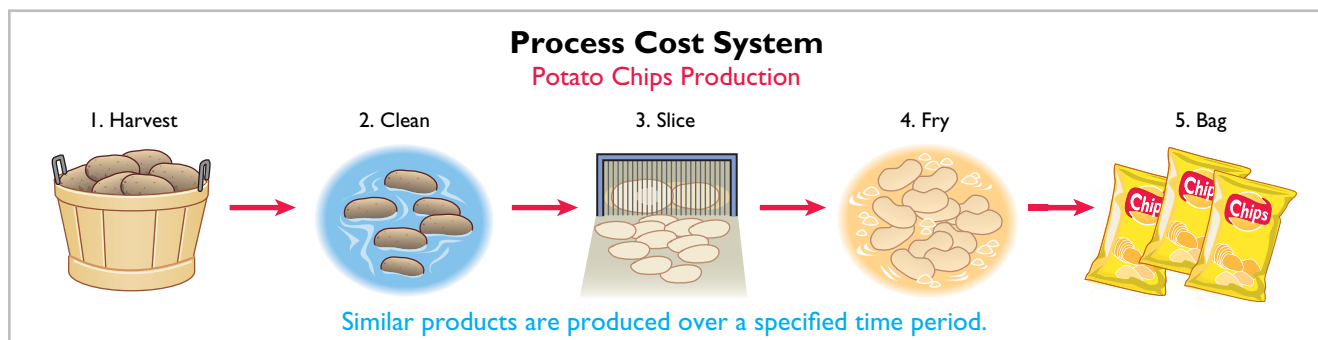 Process Cost System
Potato Chips Production
1. Harvest
2. Clean
3. Slice
4. Fry
5. Bag
Chips
Chips
Chips
Similar products are produced over a specified time period.